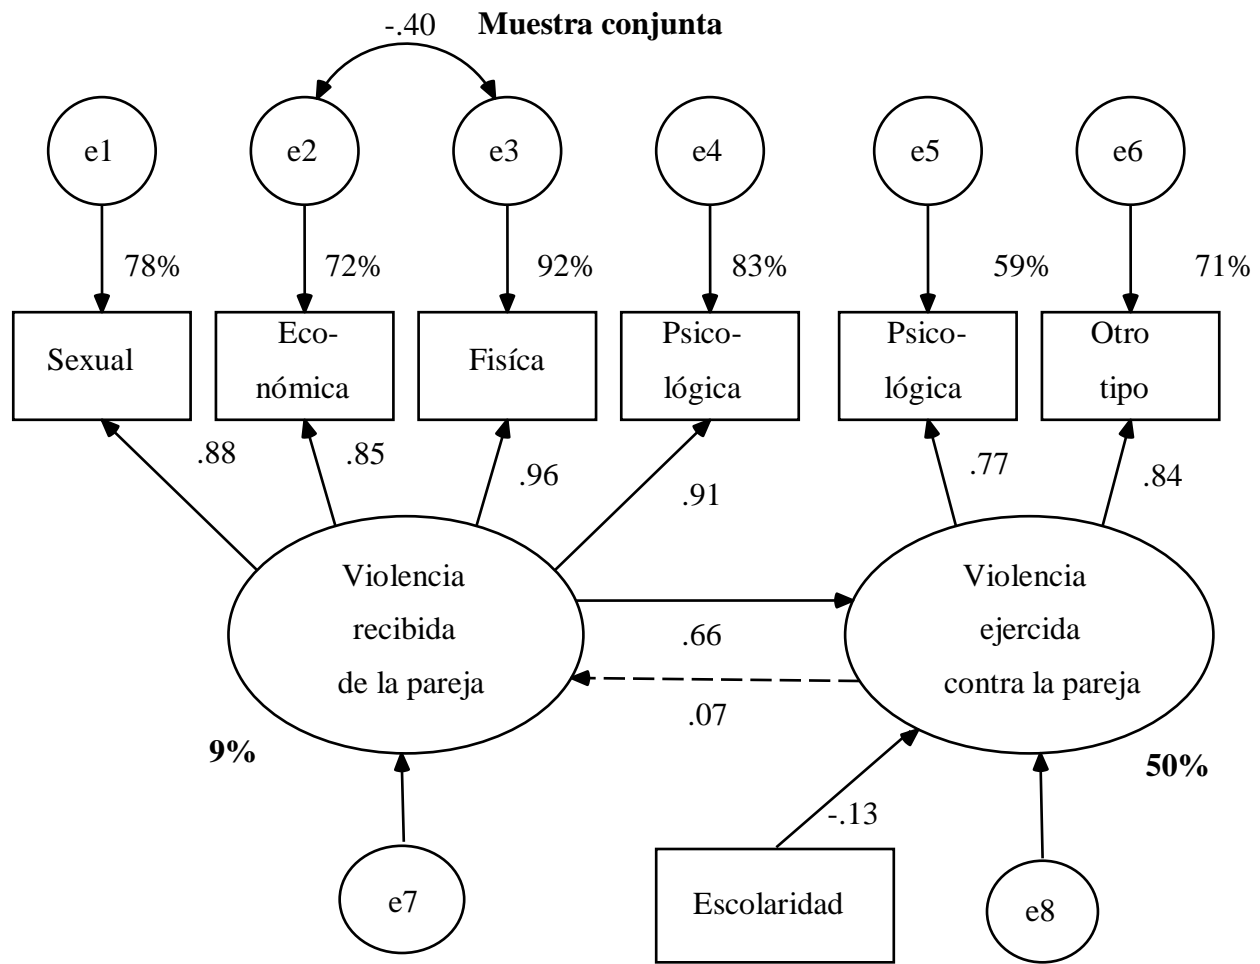 -.40
Muestra conjunta
e1
e2
e3
e4
e5
e6
78%
72%
92%
83%
59%
71%
Sexual
Eco-
nómica
Fisíca
Psico-
lógica
Psico-
lógica
Otro
tipo
.88
.85
.96
.91
.77
.84
Violencia
recibida
de la pareja
Violencia
ejercida
contra la pareja
.66
.07
9%
50%
-.13
e7
Escolaridad
e8